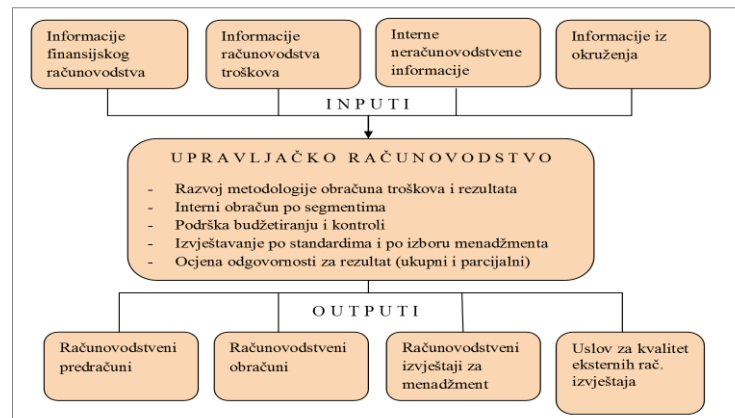 Informacije
finansijskog
računovodstva
Informacije
računovodstva
troškova
Interne
neračunovodstvene
informacije
Informacije iz
okruženja
INPUTI
UPRAVLJAČKO RAČUNOVODSTVO
- Razvoj metodologije obračuna troškova i rezultata
- Interni obračun po segmentima
- Podrška budžetiranju i kontroli
- Izvještavanje po standardima i po izboru menadžmenta
- Ocjena odgovornosti za rezultat (ukupni i parcijalni)
OUTPUTI
Računovodstveni
predračuni
Računovodstveni
obračuni
Računovodstveni
izvještaji za
menadžment
Uslov za kvalitet
eksternih rač.
izvještaja